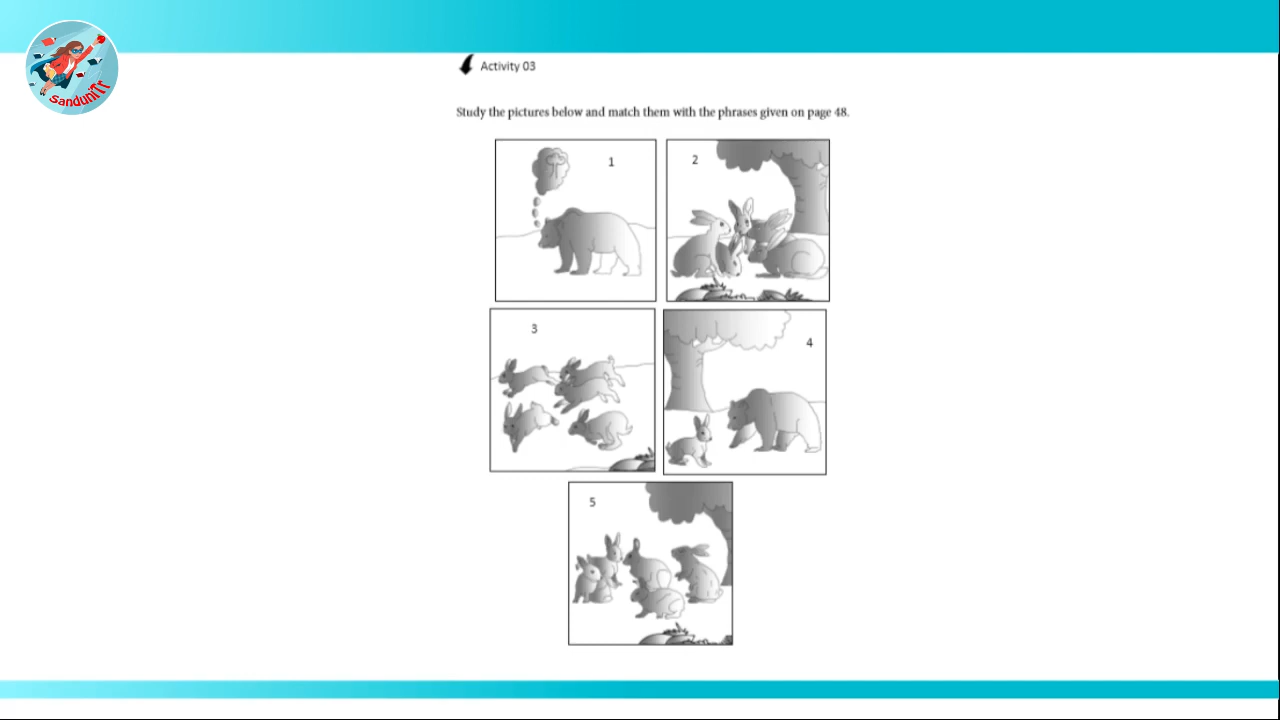 SanduniTr
Activity 03
Study the pictures below and match them with the phrases given on page 48.
1
2
3
4
5